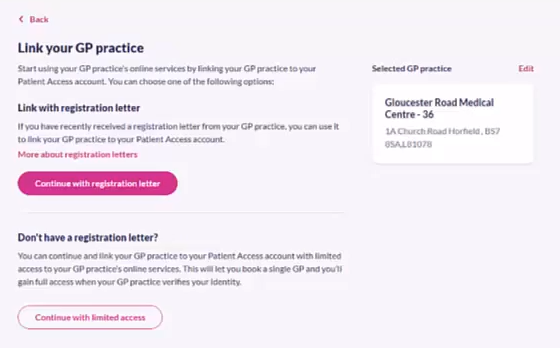 Back
Link your GP practice
Start using your GP practice's online services by linking your GP practice to your
Patient Access account. You can choose one of the following options:
Link with registration letter
If you have recently received a registration letter from your GP practice, you can use it
to link your GP practice to your Patient Access account.
More about registration letters
Continue with registration letter
Don't have a registration letter?
You can continue and link your GP practice to your Patient Access account with limited
access to your GP practice's online services. This will let you book a single GP and you'll
gain full access when your GP practice verifies your identity.
Continue with limited access
Selected GP practice
Edit
Gloucester Road Medical
Centre - 36
1A Church Road Horfield, BS7
8SA,L81078